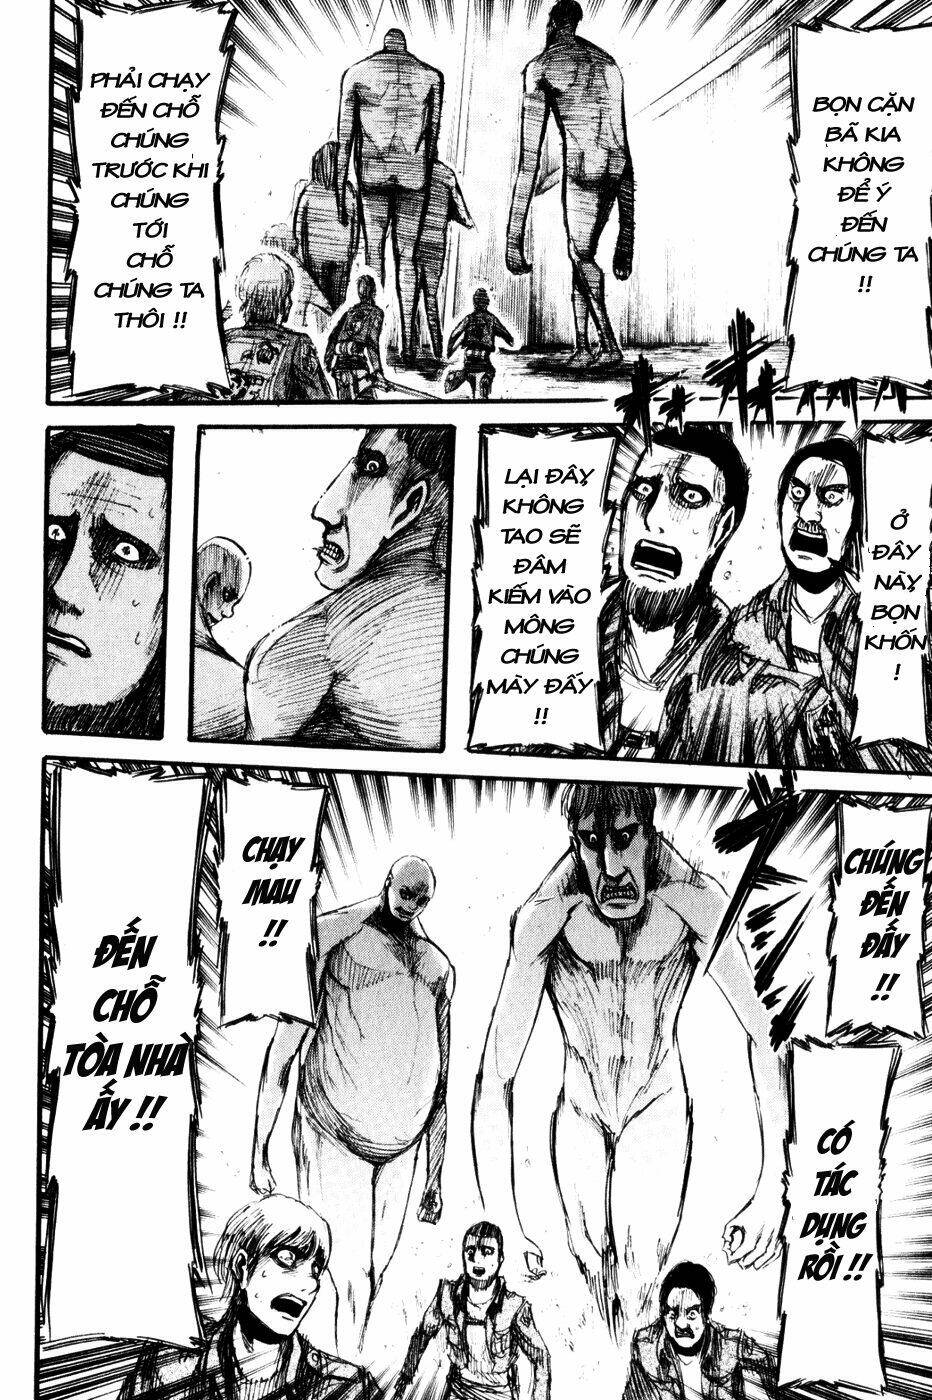 BỌN CẶN
BÃ KIA
KHÔNG
ĐỂ Ý
ĐẾN
CHÚNG TA
!!
PHẢI CHẠY
ĐẾN CHỖ
CHÚNG
TRƯỚC KHI
CHÚNG
TỚI
CHỖ
CHÚNG TA
THÔI !!
Ở
ĐÂY
NÀY,
BỌN
KHỐN
!
LẠI ĐÂY,
KHÔNG
TAO SẼ
ĐÂM
KIẾM VÀO
MÔNG
CHÚNG
MÀY ĐẤY
!!
CHÚNG
ĐẾN
ĐẤY
!!
CÓ
TÁC
DỤNG
RỒI !!
CHẠY
MAU
!!
ĐẾN
CHỖ
TÒA NHÀ
ẤY !!